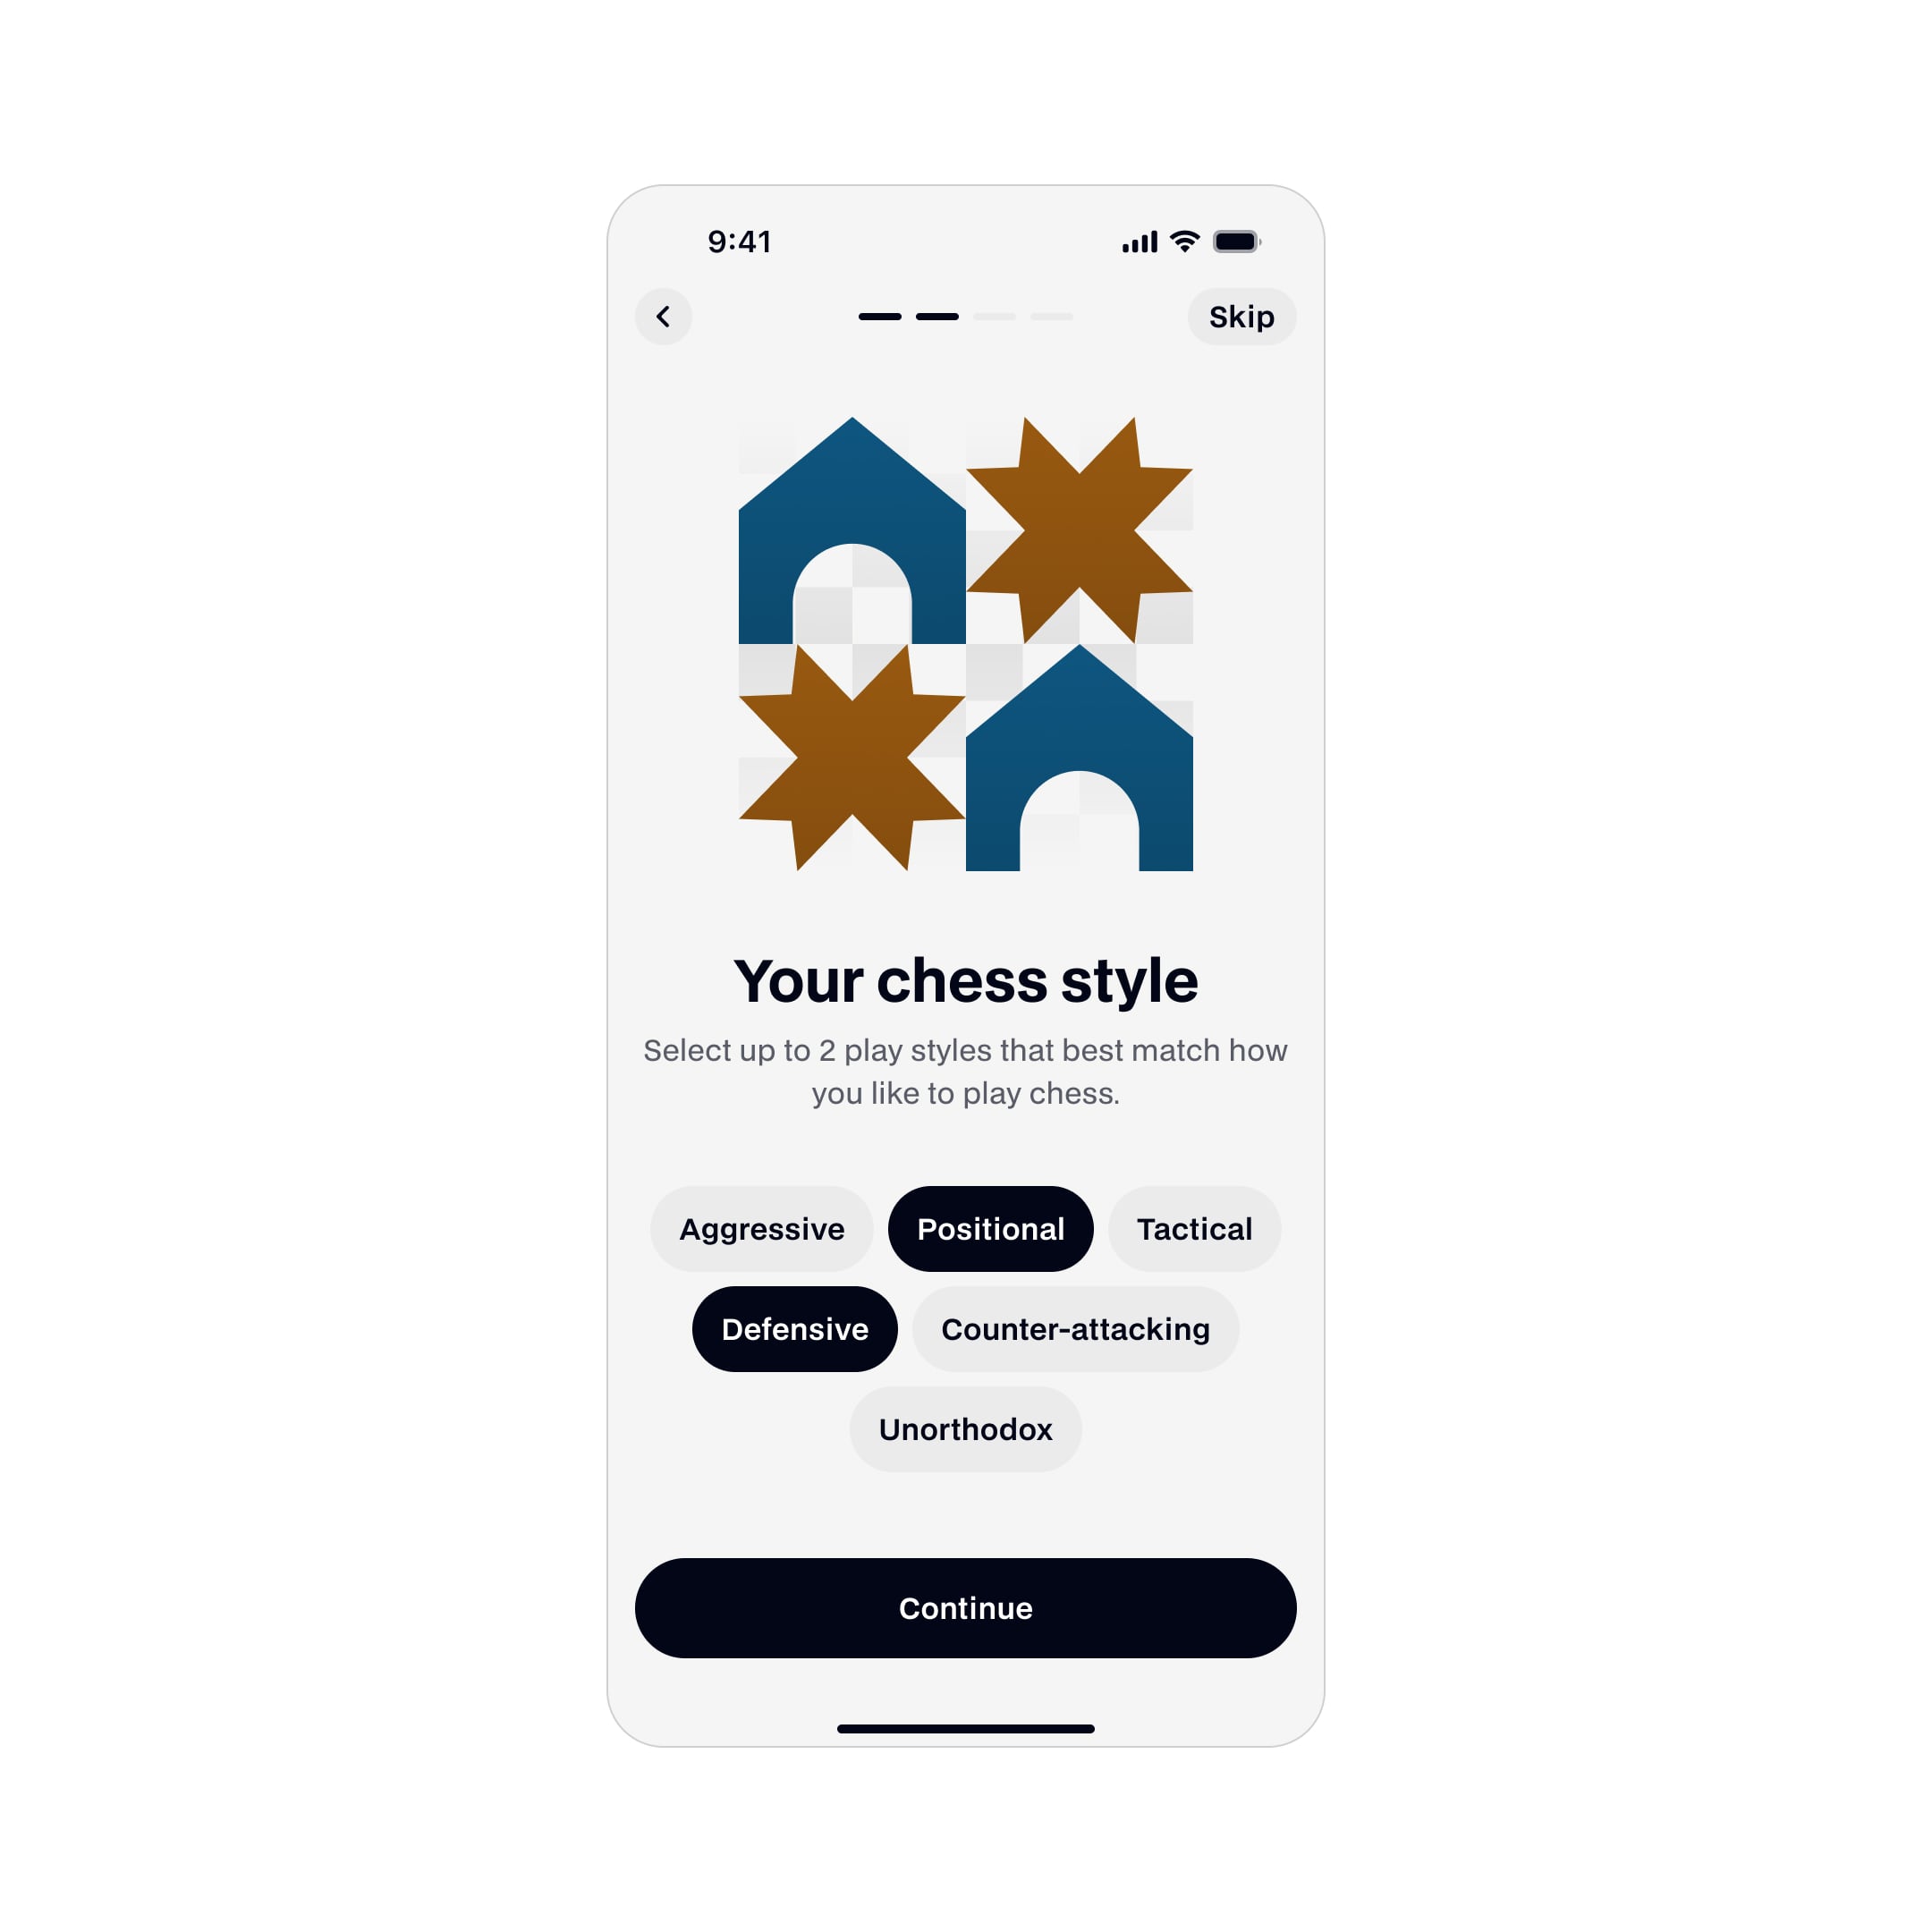 9:41
Skip
Your chess style
Select up to 2 play styles that best match how
you like to play chess.
Aggressive
Positional
Tactical
Defensive
Counter-attacking
Unorthodox
Continue